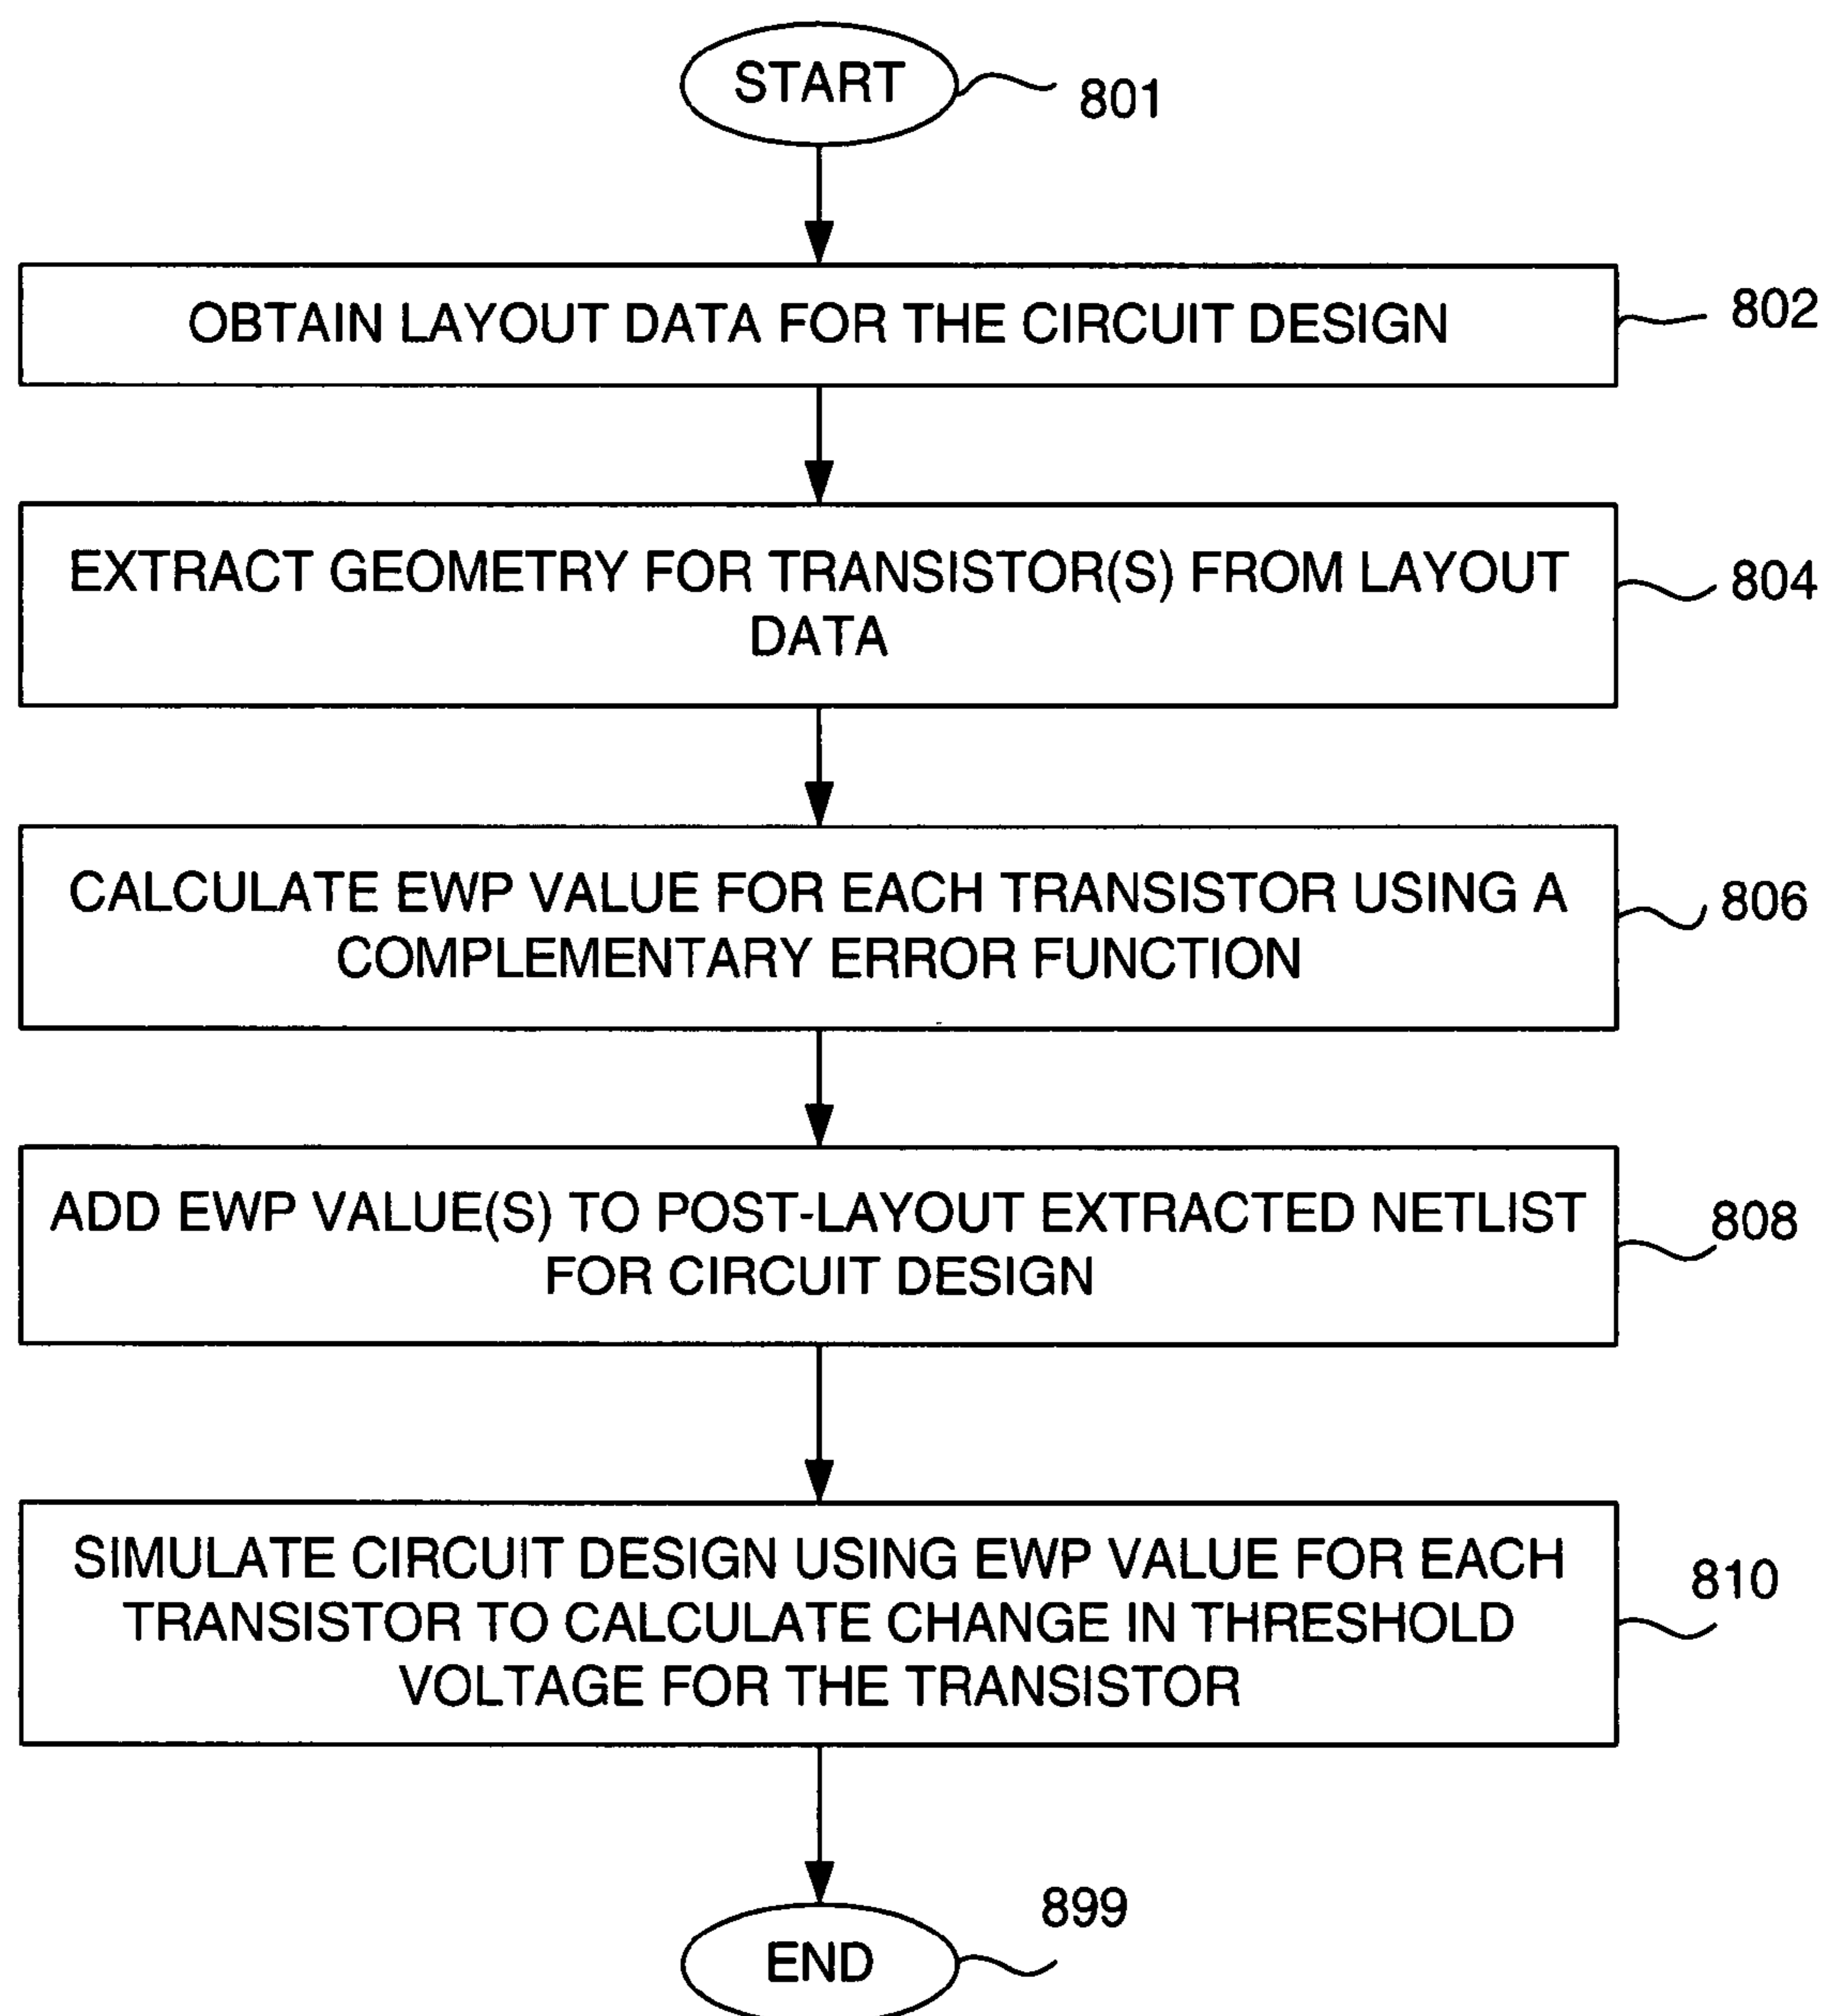 START
801
OBTAIN LAYOUT DATA FOR THE CIRCUIT DESIGN
802
EXTRACT GEOMETRY FOR TRANSISTOR(S) FROM LAYOUT
DATA
804
CALCULATE EWP VALUE FOR EACH TRANSISTOR USING A
COMPLEMENTARY ERROR FUNCTION
806
ADD EWP VALUE(S) TO POST-LAYOUT EXTRACTED NETLIST
FOR CIRCUIT DESIGN
808
SIMULATE CIRCUIT DESIGN USING EWP VALUE FOR EACH
TRANSISTOR TO CALCULATE CHANGE IN THRESHOLD
VOLTAGE FOR THE TRANSISTOR
810
END
899